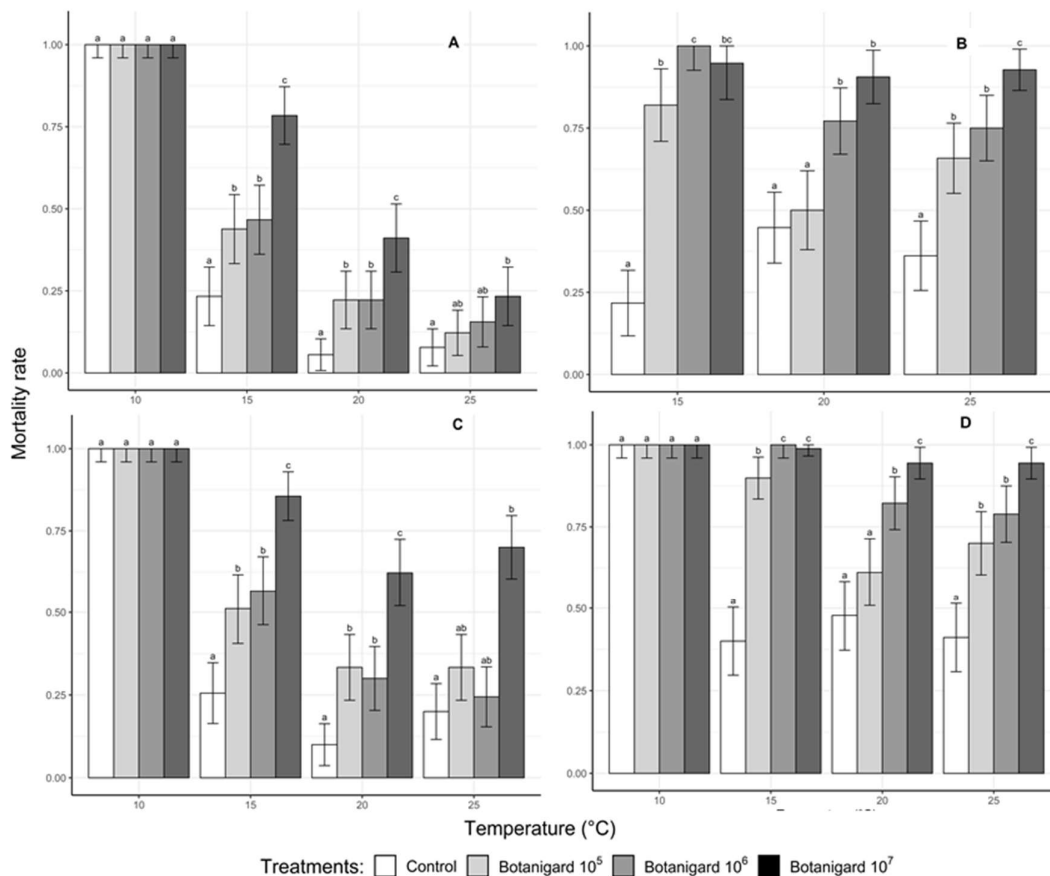 A
1.00
0.75
0.50
0.25
0.00
a a a a
a b b c
a b b c
a ab ab b
10 15 20 25
B
1.00
0.75
0.50
0.25
0.00
a b c bc
a a b b
a b b c
15 20 25
C
1.00
0.75
0.50
0.25
0.00
a a a a
a b b c
a b b c
a ab ab b
10 15 20 25
D
1.00
0.75
0.50
0.25
0.00
a a a a
a b c c
a a b c
a b b c
10 15 20 25
Mortality rate
Temperature (°C)
Treatments: Control Botanigard 10⁵ Botanigard 10⁶ Botanigard 10⁷